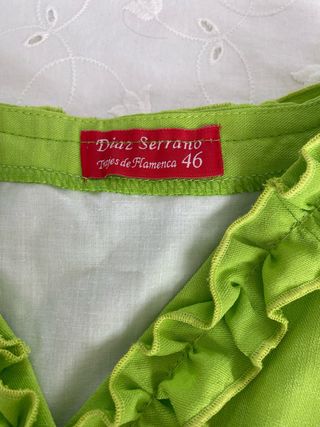 Diaz Serrano
Trajes de Flamenca 46